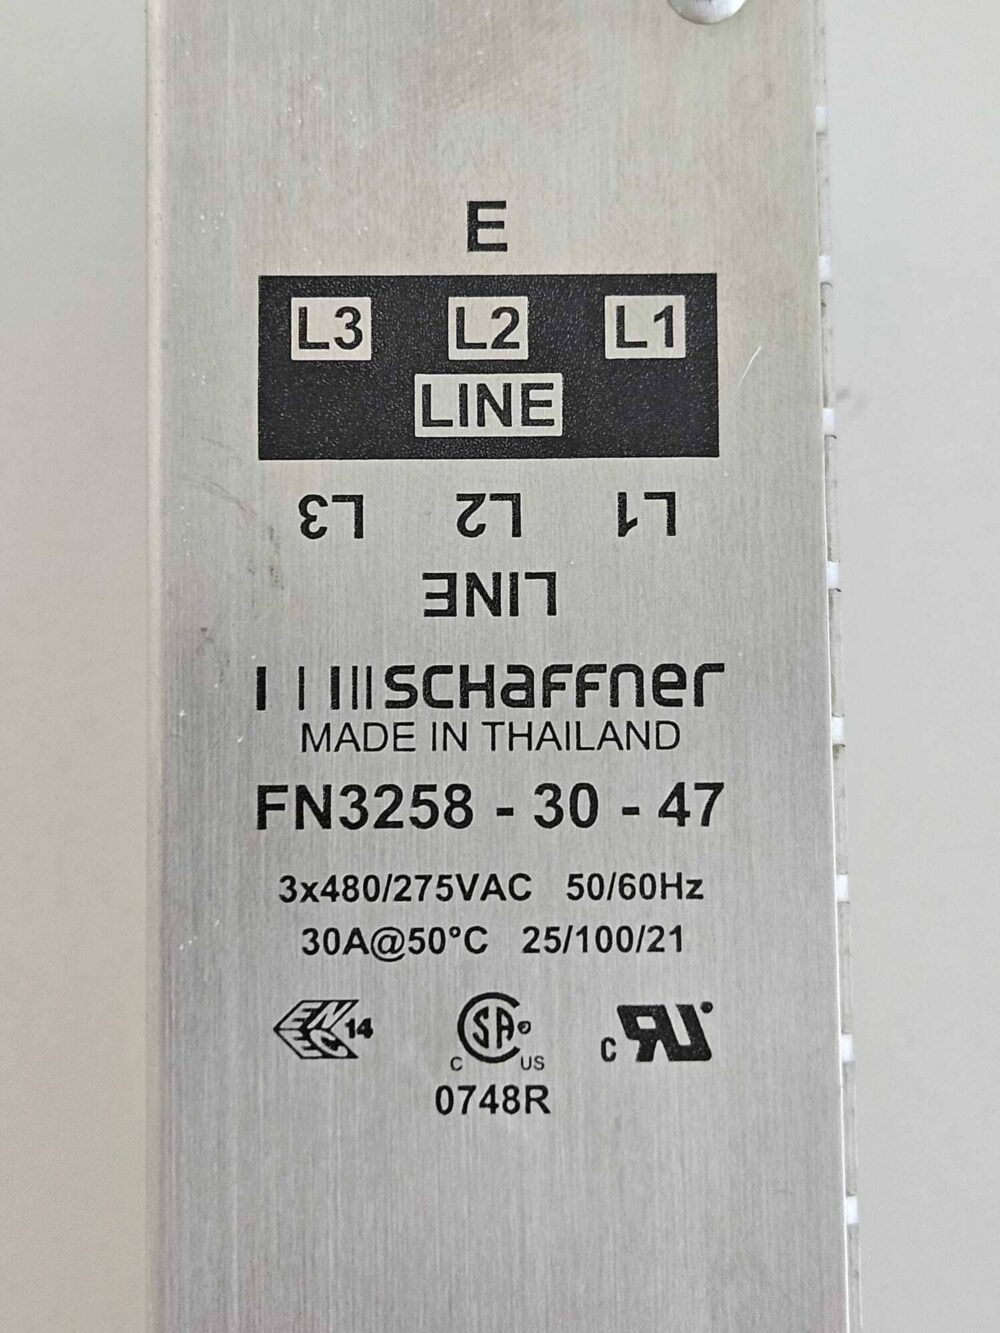 E
L3 L2 L1
LINE
L3 L2 L1
LINE
SCHAFFNER
MADE IN THAILAND
FN3258 - 30 - 47
3x480/275VAC 50/60Hz
30A@50°C 25/100/21
ENEC 14 C SA® US c RU®
0748R